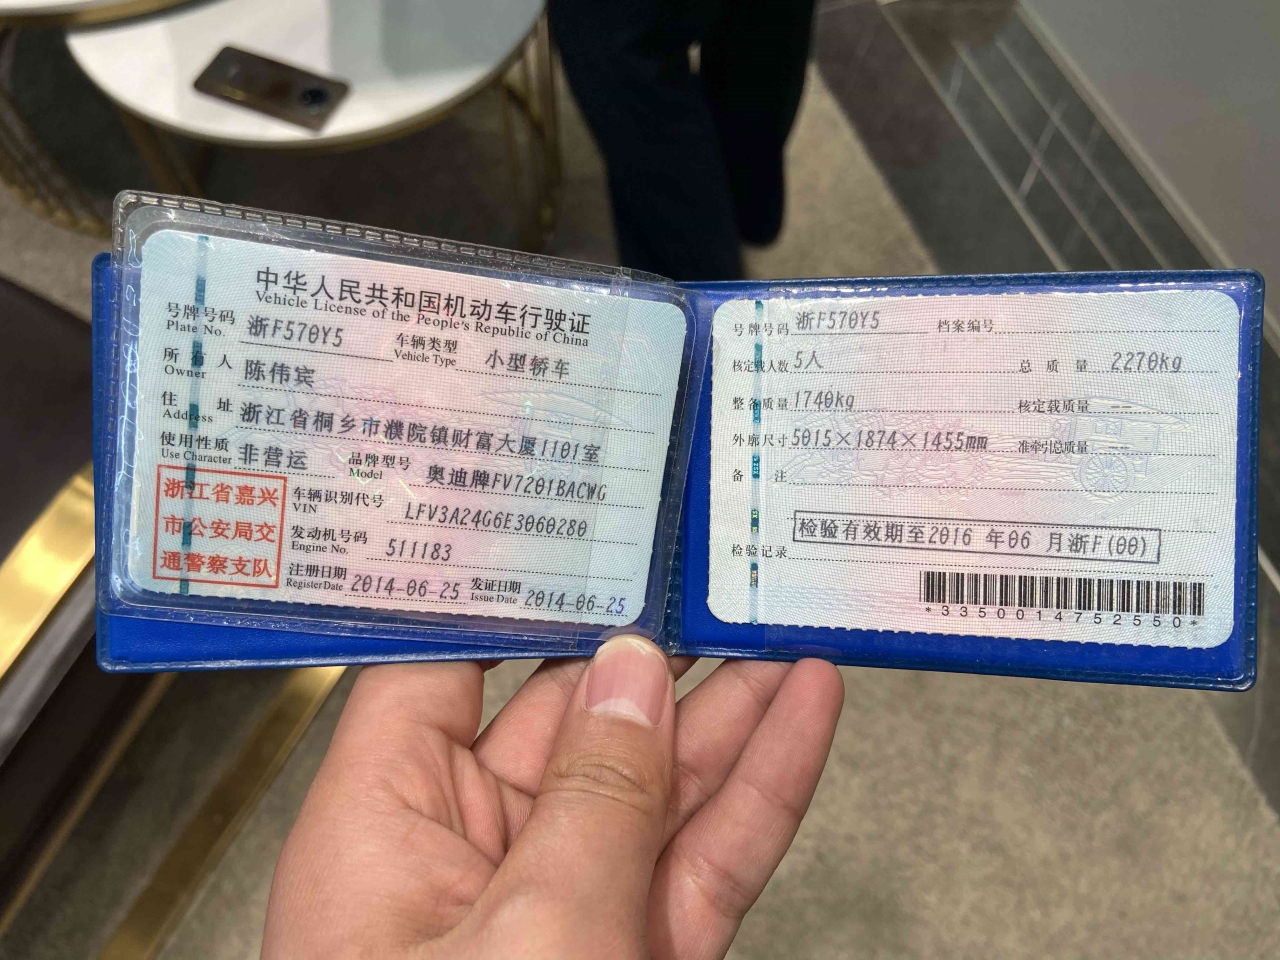 中华人民共和国机动车行驶证
Vehicle License of the People's Republic of China
号牌号码 浙F570Y5 车辆类型 小型轿车
Plate No. Vehicle Type
所有人 陈伟宾
Owner
住址 浙江省桐乡市濮院镇财富大厦1101室
Address
使用性质 非营运 品牌型号 奥迪牌FV7201BACWG
Use Character Model
浙江省嘉兴
市公安局交
通警察支队
车辆识别代号 LFV3A24G6E3060280
VIN
发动机号码 511183
Engine No.
注册日期 2014-06-25 发证日期 2014-06-25
Register Date Issue Date
号牌号码 浙F570Y5 档案编号
核定载人数 5人 总质量 2270kg
整备质量 1740kg 核定载质量 --
外廓尺寸 5015×1874×1455mm 准牵引总质量
备注
检验有效期至2016 年06 月浙F(00)
检验记录
*3350014752550*